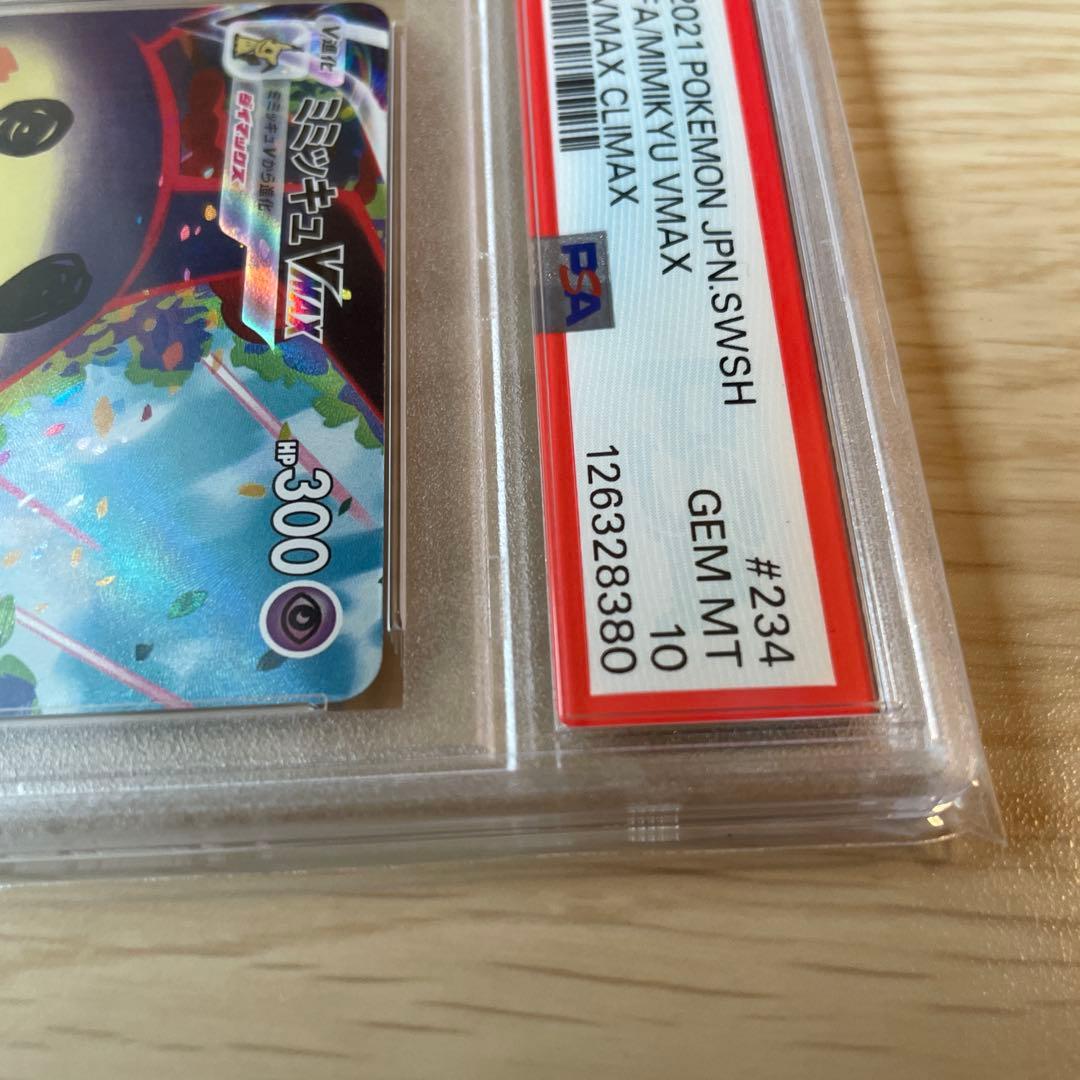 2021 POKEMON JPN.SWSH
#234
FA/MIMIKYU VMAX
GEM MT
VMAX CLIMAX
10
PSA
126328380
V進化
ミミッキュVMAX
ミミッキュVから進化
ダイマックス
HP300